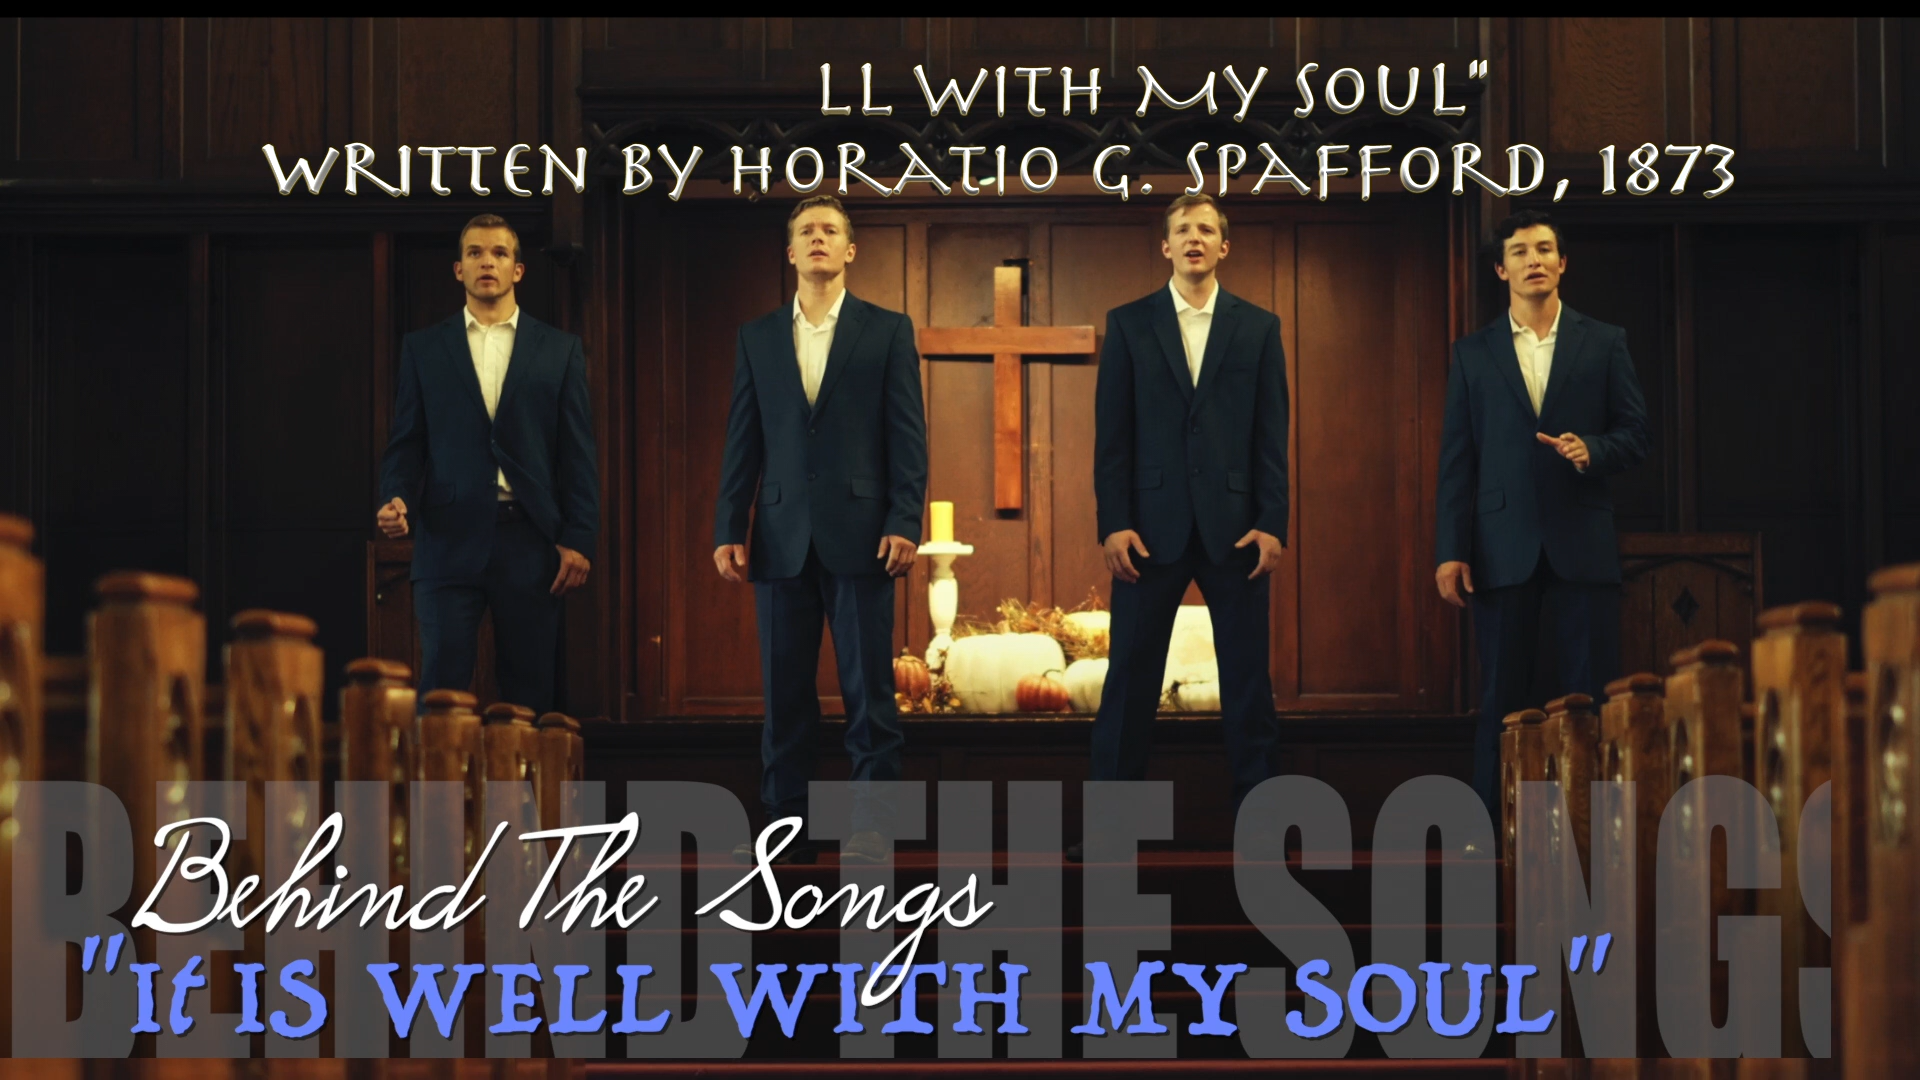 LL WITH MY SOUL"
WRITTEN BY HORATIO G. SPAFFORD, 1873
BEHIND THE SONGS
Behind The Songs
"It IS WELL WITH MY SOUL"